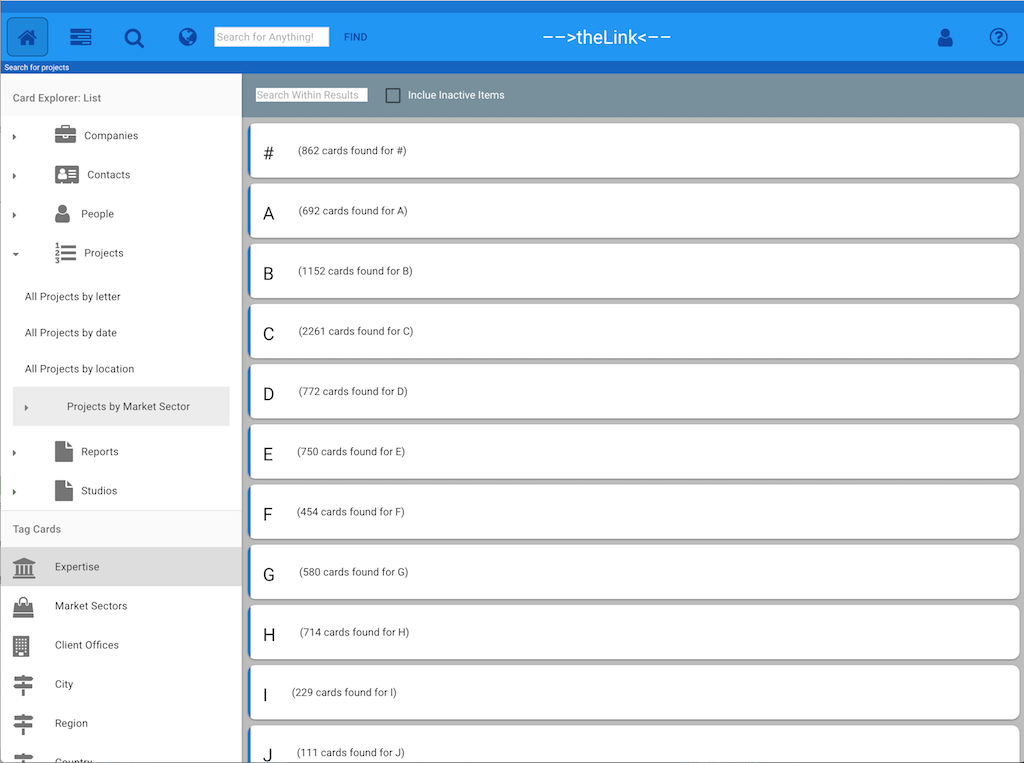 Search for Anything!
FIND
-->theLink<--
Search for projects
Card Explorer: List
Companies
Contacts
People
1
2
3
Projects
All Projects by letter
All Projects by date
All Projects by location
Projects by Market Sector
Reports
Studios
Tag Cards
Expertise
Market Sectors
Client Offices
City
Region
Country
Search Within Results
Inclue Inactive Items
# (862 cards found for #)
A (692 cards found for A)
B (1152 cards found for B)
C (2261 cards found for C)
D (772 cards found for D)
E (750 cards found for E)
F (454 cards found for F)
G (580 cards found for G)
H (714 cards found for H)
I (229 cards found for I)
J (111 cards found for J)